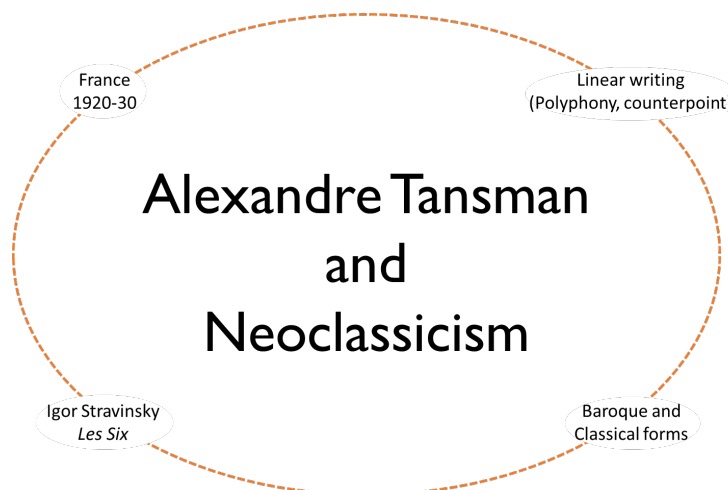 France
1920-30
Linear writing
(Polyphony, counterpoint
Alexandre Tansman
and
Neoclassicism
Igor Stravinsky
Les Six
Baroque and
Classical forms